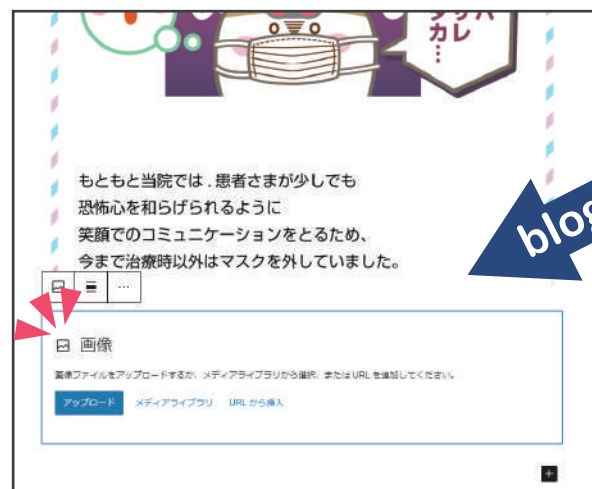 カレ
…
もともと当院では . 患者さまが少しでも
恐怖心を和らげられるように
笑顔でのコミュニケーションをとるため、
今まで治療時以外はマスクを外していました。
blog
画像
画像ファイルをアップロードするか、メディアライブラリから選択、または URL を追加してください。
アップロード メディアライブラリ URL から挿入